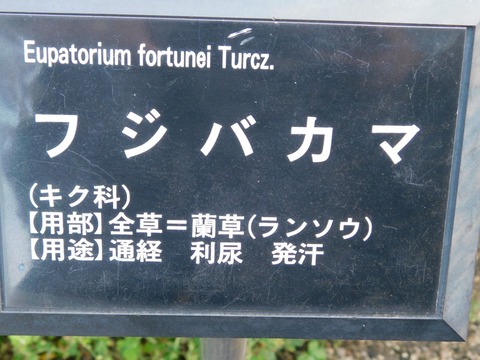 Eupatorium fortunei Turcz.
フジバカマ
(キク科)
【用部】全草=蘭草(ランソウ)
【用途】通経 利尿 発汗